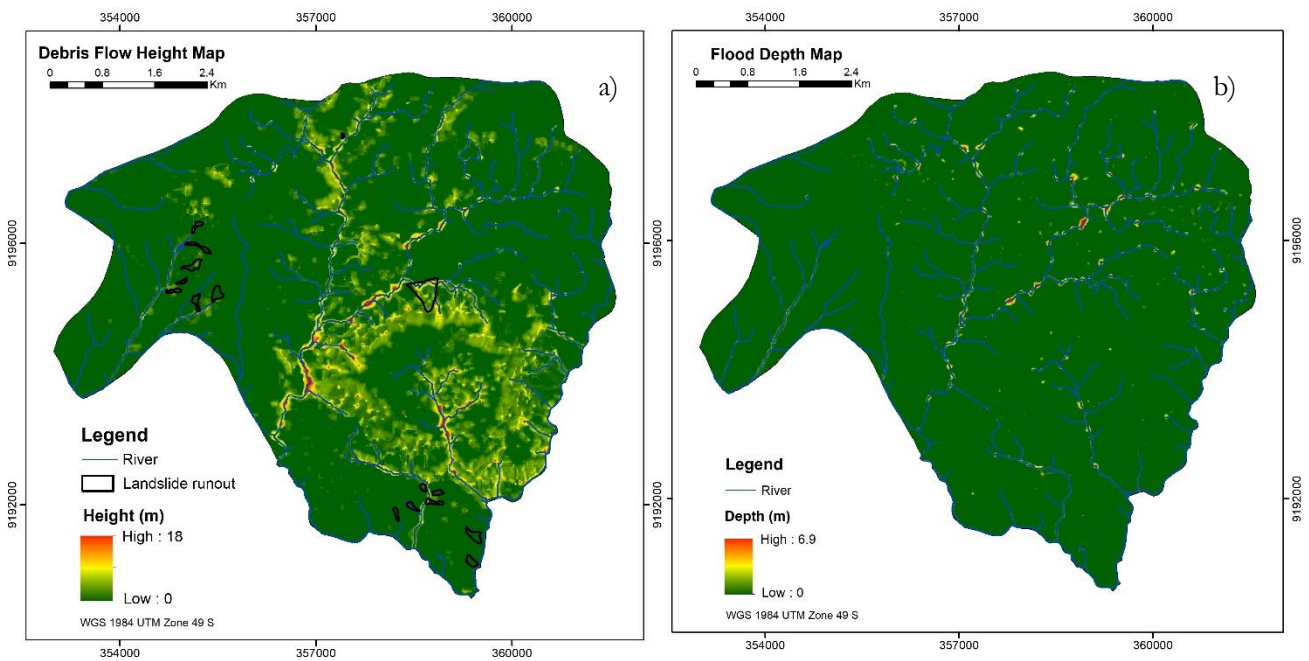 354000 357000 360000
Debris Flow Height Map
0 0.8 1.6 2.4
Km
a)
9196000
9196000
9192000
9192000
Legend
River
Landslide runout
Height (m)
High : 18
Low : 0
WGS 1984 UTM Zone 49 S
354000 357000 360000
354000 357000 360000
Flood Depth Map
0 0.8 1.6 2.4
Km
b)
9196000
9192000
Legend
River
Depth (m)
High : 6.9
Low : 0
WGS 1984 UTM Zone 49 S
354000 357000 360000